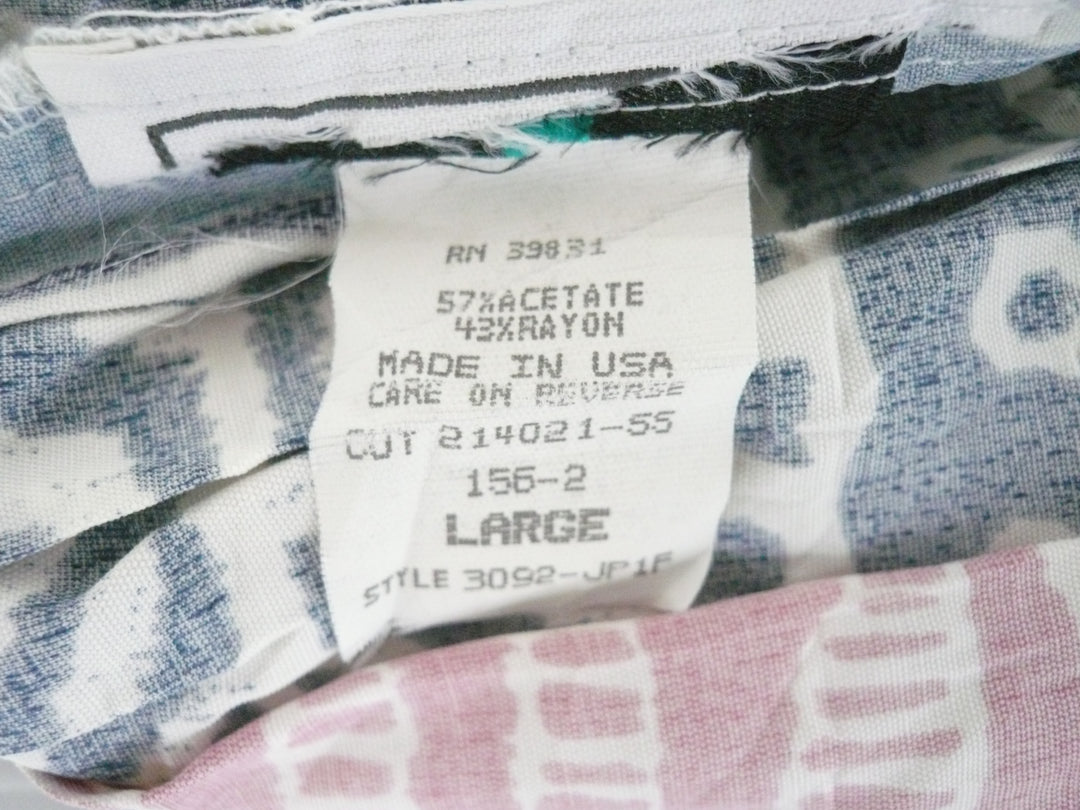 RN 39831
57%ACETATE
43%RAYON
MADE IN USA
CARE ON REVERSE
CUT 214021-SS
156-2
LARGE
STYLE 3092-JP1F